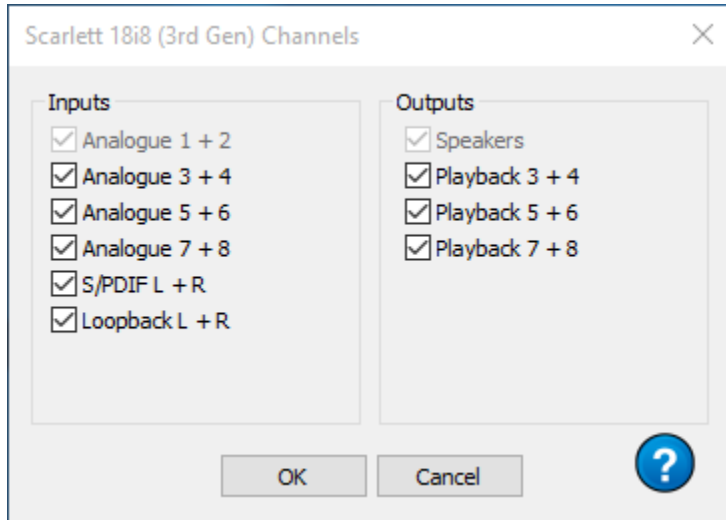 Scarlett 18i8 (3rd Gen) Channels
Inputs
Analogue 1 + 2
Analogue 3 + 4
Analogue 5 + 6
Analogue 7 + 8
S/PDIF L + R
Loopback L + R
Outputs
Speakers
Playback 3 + 4
Playback 5 + 6
Playback 7 + 8
OK
Cancel
?